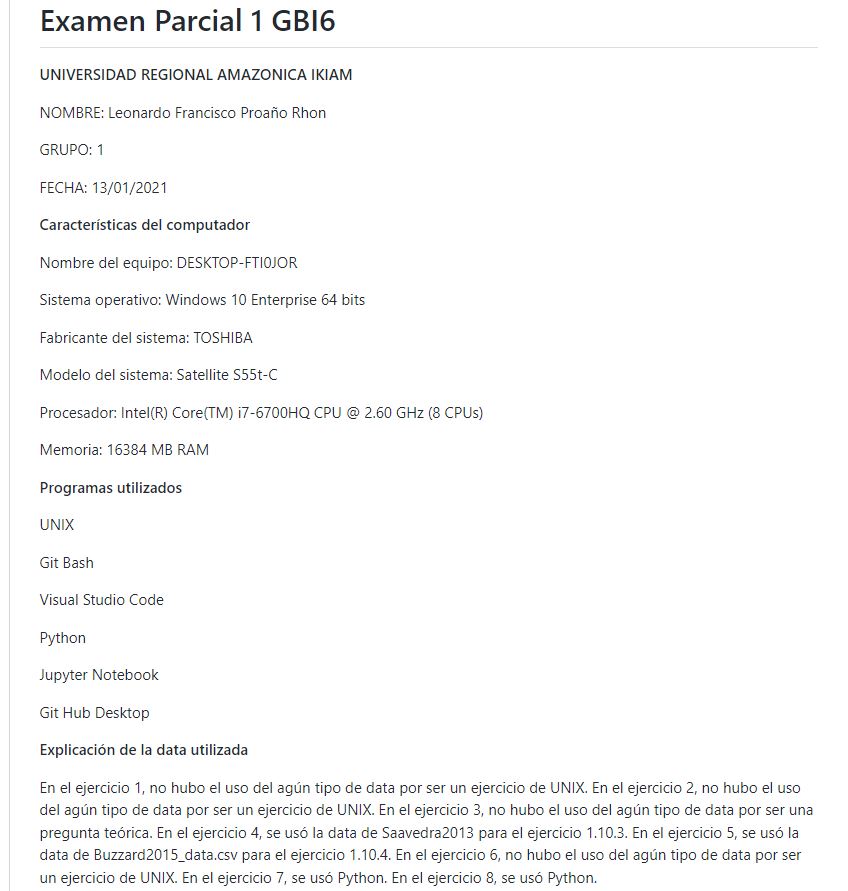 Examen Parcial 1 GBI6
UNIVERSIDAD REGIONAL AMAZONICA IKIAM
NOMBRE: Leonardo Francisco Proaño Rhon
GRUPO: 1
FECHA: 13/01/2021
Características del computador
Nombre del equipo: DESKTOP-FTI0JOR
Sistema operativo: Windows 10 Enterprise 64 bits
Fabricante del sistema: TOSHIBA
Modelo del sistema: Satellite S55t-C
Procesador: Intel(R) Core(TM) i7-6700HQ CPU @ 2.60 GHz (8 CPUs)
Memoria: 16384 MB RAM
Programas utilizados
UNIX
Git Bash
Visual Studio Code
Python
Jupyter Notebook
Git Hub Desktop
Explicación de la data utilizada
En el ejercicio 1, no hubo el uso del agún tipo de data por ser un ejercicio de UNIX. En el ejercicio 2, no hubo el uso
del agún tipo de data por ser un ejercicio de UNIX. En el ejercicio 3, no hubo el uso del agún tipo de data por ser una
pregunta teórica. En el ejercicio 4, se usó la data de Saavedra2013 para el ejercicio 1.10.3. En el ejercicio 5, se usó la
data de Buzzard2015_data.csv para el ejercicio 1.10.4. En el ejercicio 6, no hubo el uso del agún tipo de data por ser
un ejercicio de UNIX. En el ejercicio 7, se usó Python. En el ejercicio 8, se usó Python.